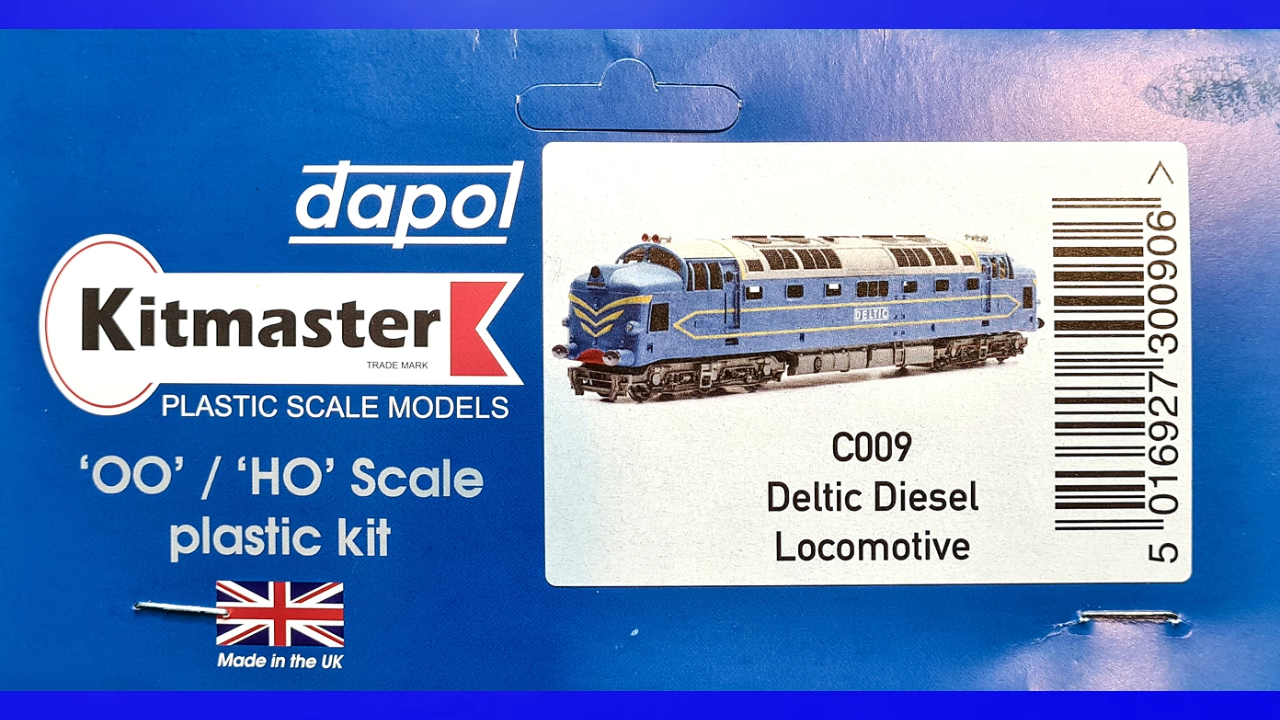 dapol
Kitmaster
TRADE MARK
PLASTIC SCALE MODELS
‘OO’ / ‘HO’ Scale
plastic kit
Made in the UK
DELTIC
C009
Deltic Diesel
Locomotive
5 016927 300906 >